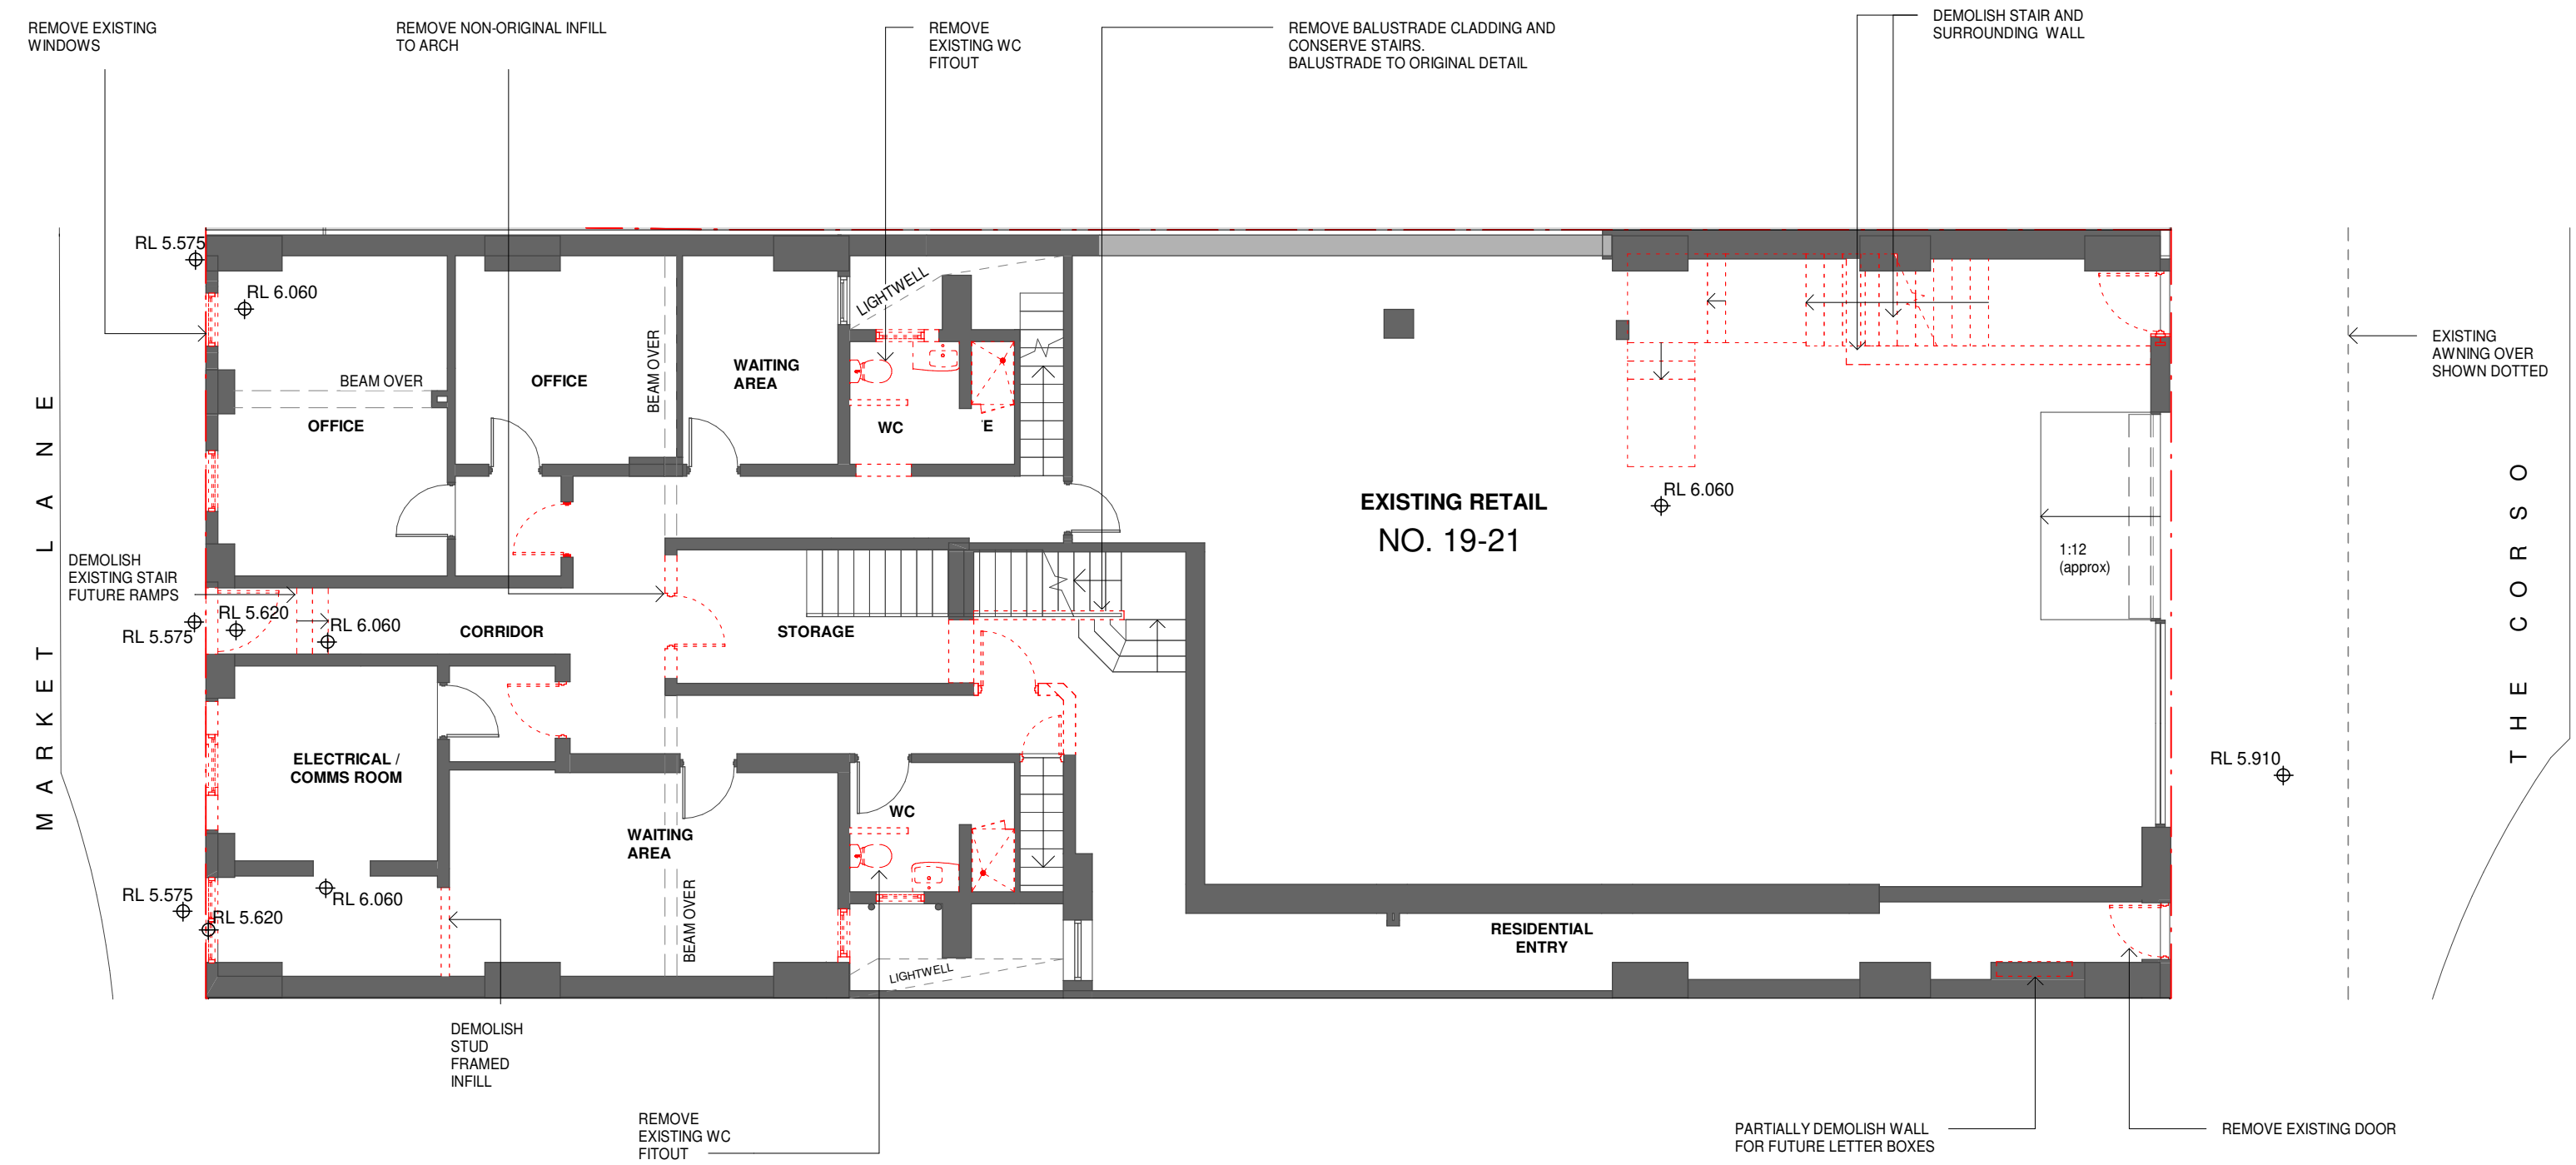 REMOVE EXISTING
WINDOWS
REMOVE NON-ORIGINAL INFILL
TO ARCH
REMOVE
EXISTING WC
FITOUT
REMOVE BALUSTRADE CLADDING AND
CONSERVE STAIRS.
BALUSTRADE TO ORIGINAL DETAIL
DEMOLISH STAIR AND
SURROUNDING WALL
RL 5.575
RL 6.060
LIGHTWELL
BEAM OVER
BEAM OVER
OFFICE
OFFICE
WAITING
AREA
WC
E
EXISTING
AWNING OVER
SHOWN DOTTED
MARKET LANE
THE CORSO
EXISTING RETAIL
NO. 19-21
RL 6.060
1:12
(approx)
DEMOLISH
EXISTING STAIR
FUTURE RAMPS
RL 5.575
RL 5.620
RL 6.060
CORRIDOR
STORAGE
ELECTRICAL /
COMMS ROOM
WAITING
AREA
WC
RL 5.910
RL 5.575
RL 5.620
RL 6.060
BEAM OVER
LIGHTWELL
RESIDENTIAL
ENTRY
DEMOLISH
STUD
FRAMED
INFILL
REMOVE
EXISTING WC
FITOUT
PARTIALLY DEMOLISH WALL
FOR FUTURE LETTER BOXES
REMOVE EXISTING DOOR